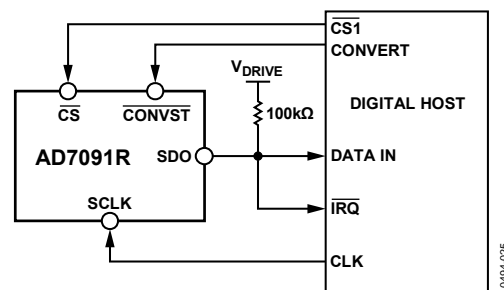 CS1
CONVERT
VDRIVE
100kΩ
DIGITAL HOST
CS
CONVST
AD7091R
SDO
DATA IN
SCLK
IRQ
CLK